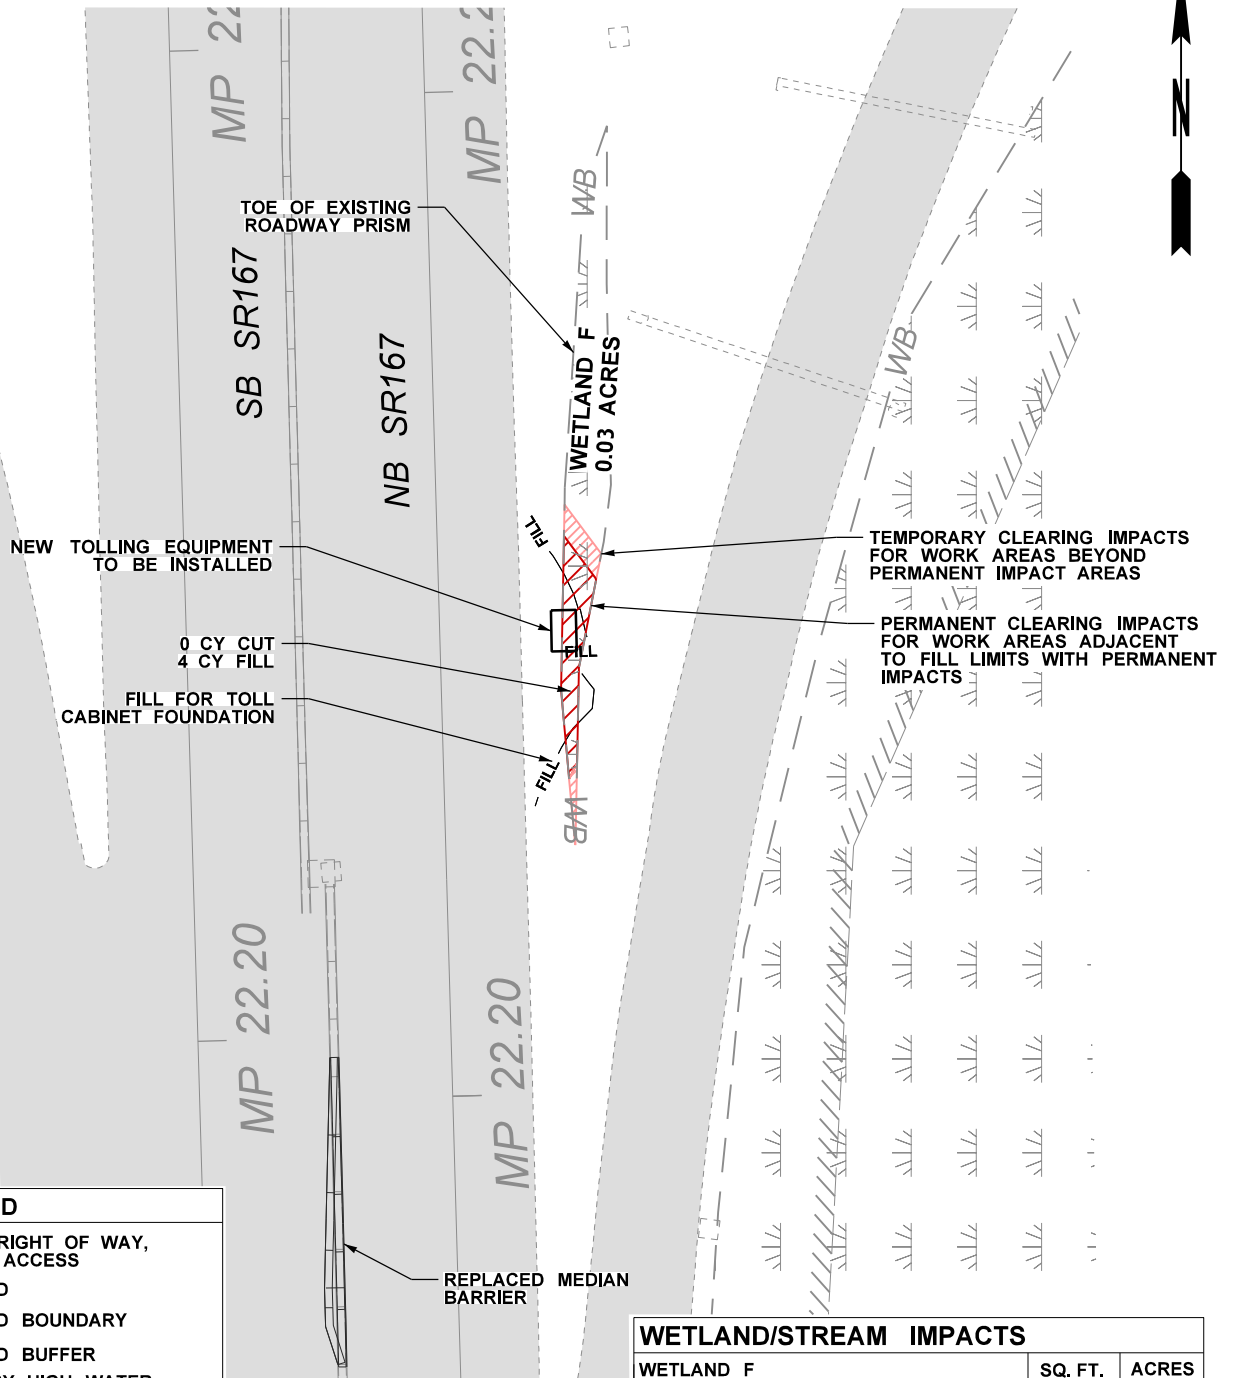 MP 22
MP 22.2
N
WB
TOE OF EXISTING
ROADWAY PRISM
SB SR167
NB SR167
WETLAND F
0.03 ACRES
WB
FILL
NEW TOLLING EQUIPMENT
TO BE INSTALLED
TEMPORARY CLEARING IMPACTS
FOR WORK AREAS BEYOND
PERMANENT IMPACT AREAS
0 CY CUT
4 CY FILL
FILL
PERMANENT CLEARING IMPACTS
FOR WORK AREAS ADJACENT
TO FILL LIMITS WITH PERMANENT
IMPACTS
FILL FOR TOLL
CABINET FOUNDATION
FILL
WB
MP 22.20
MP 22.20
D
RIGHT OF WAY,
ACCESS
D
D BOUNDARY
D BUFFER
REPLACED MEDIAN
BARRIER
WETLAND/STREAM IMPACTS
WETLAND F SQ. FT. ACRES